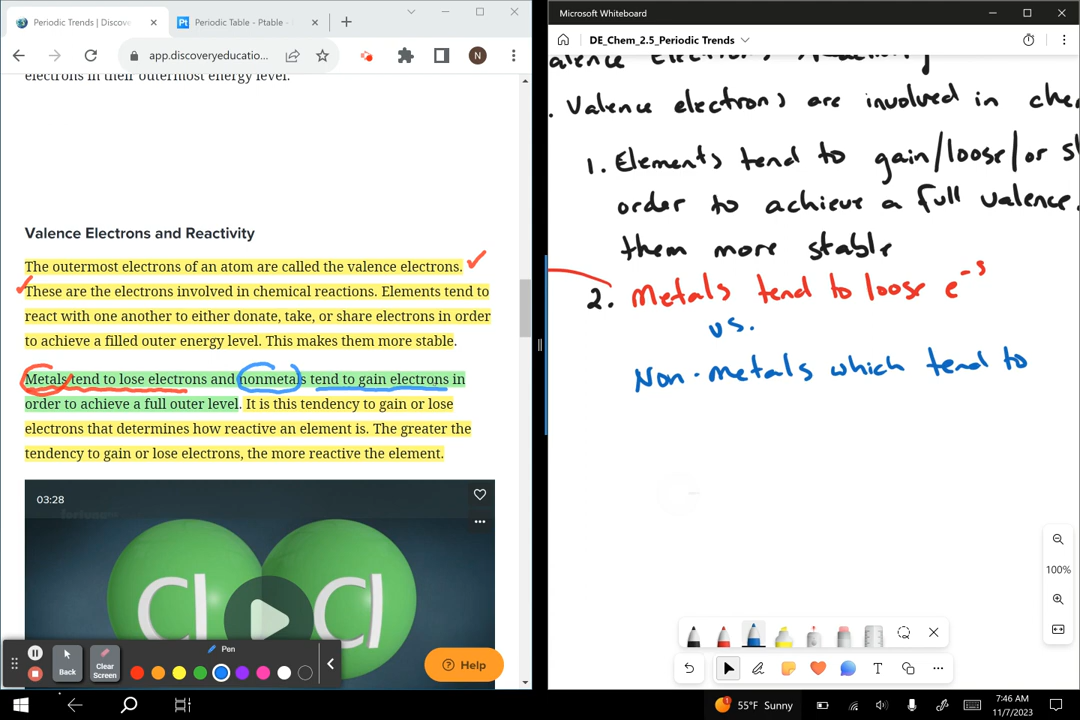 Periodic Trends | Discov
Periodic Table - Ptable -
app.discoveryeducatio...
N
electrons in their outermost energy level.
Valence Electrons and Reactivity
The outermost electrons of an atom are called the valence electrons.
These are the electrons involved in chemical reactions. Elements tend to
react with one another to either donate, take, or share electrons in order
to achieve a filled outer energy level. This makes them more stable.
Metals tend to lose electrons and nonmetals tend to gain electrons in
order to achieve a full outer level. It is this tendency to gain or lose
electrons that determines how reactive an element is. The greater the
tendency to gain or lose electrons, the more reactive the element.
03:28
Cl
Cl
Pen
Back
Clear
Screen
Help
Microsoft Whiteboard
DE_Chem_2.5_Periodic Trends
alence Electrons
. Valence electrons are involved in che
1. Elements tend to gain/loose/or s
order to achieve a full valence.
them more stable
2. Metals tend to loose e-s
vs.
Non-metals which tend to
100%
55°F Sunny
7:46 AM
11/7/2023